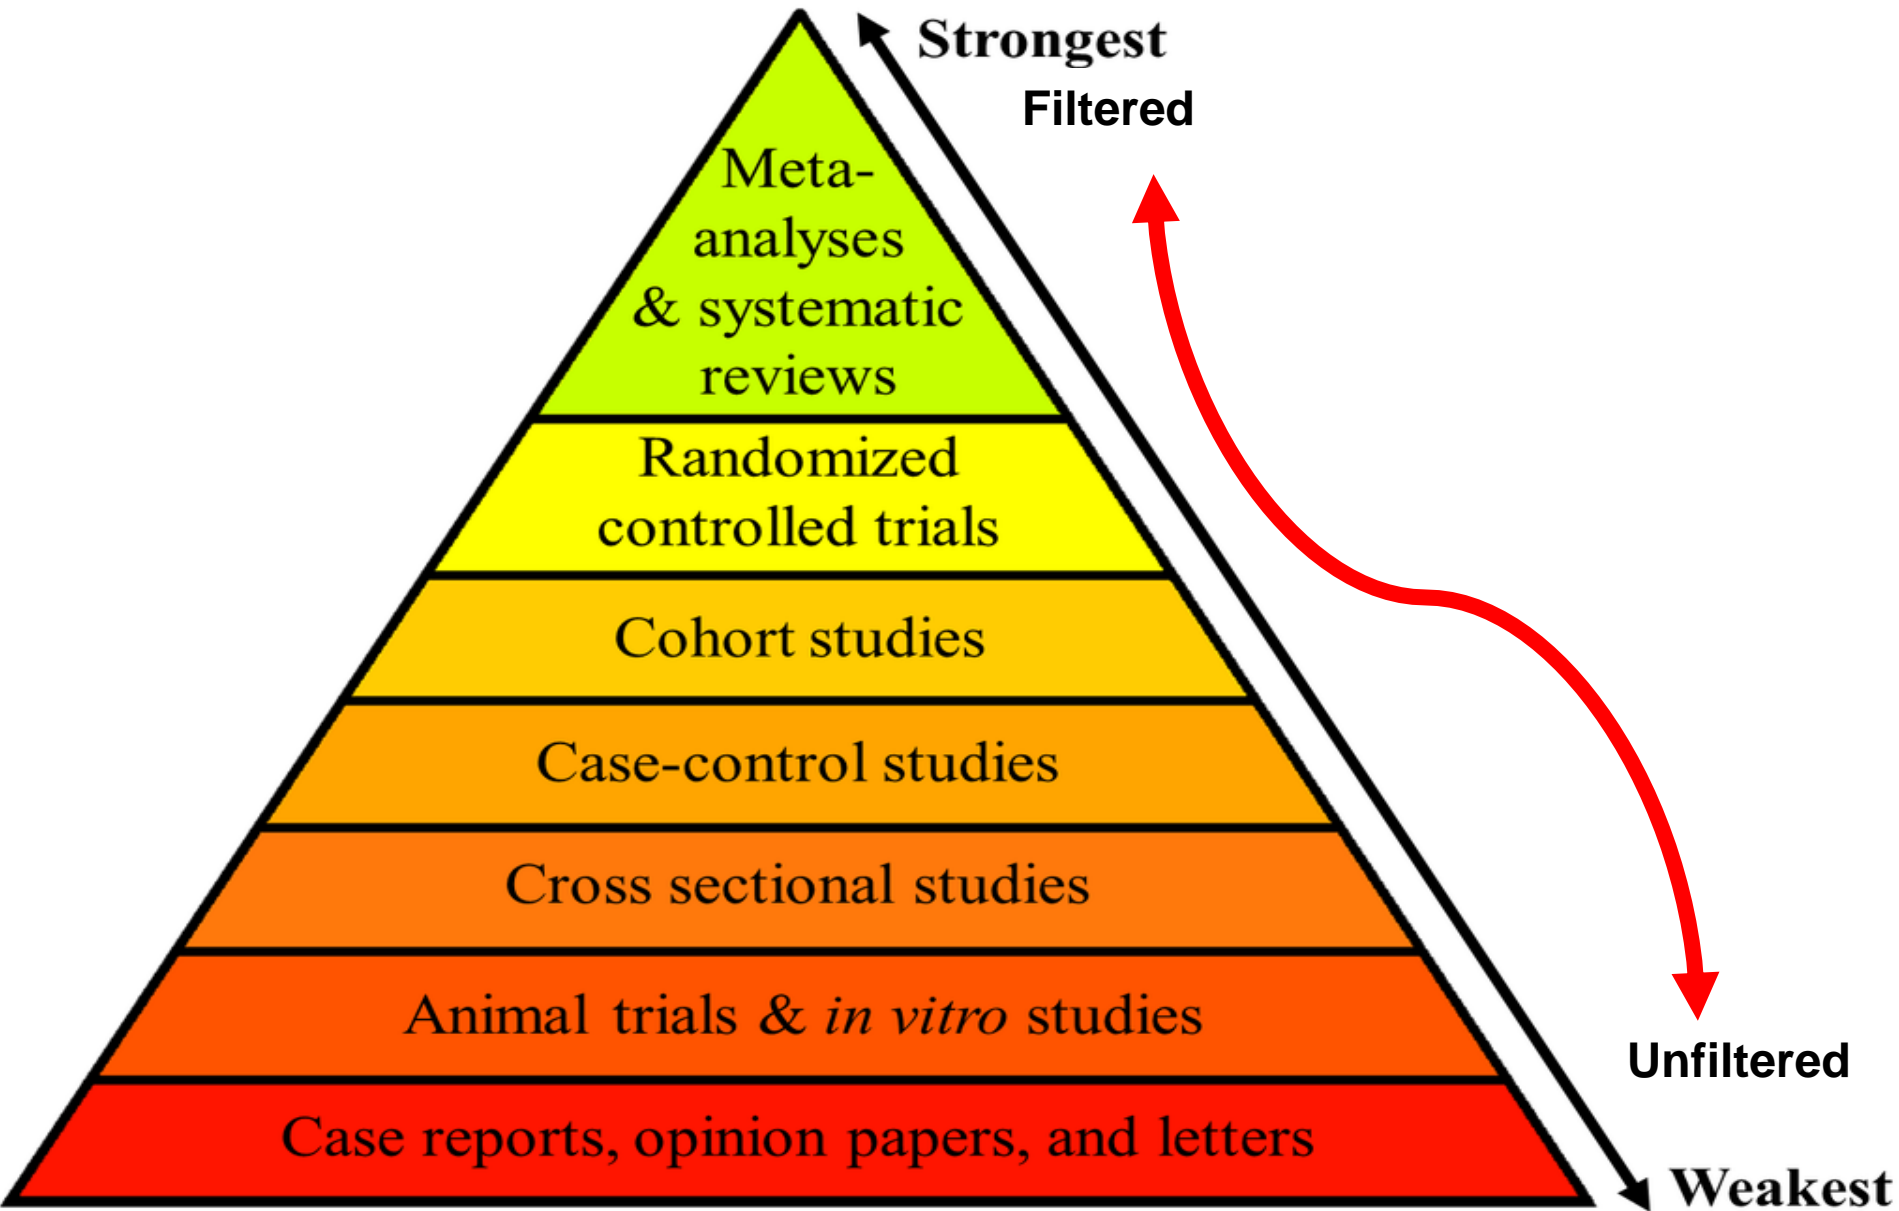 Strongest
Filtered
Meta-
analyses
& systematic
reviews
Randomized
controlled trials
Cohort studies
Case-control studies
Cross sectional studies
Animal trials & in vitro studies
Unfiltered
Case reports, opinion papers, and letters
Weakest